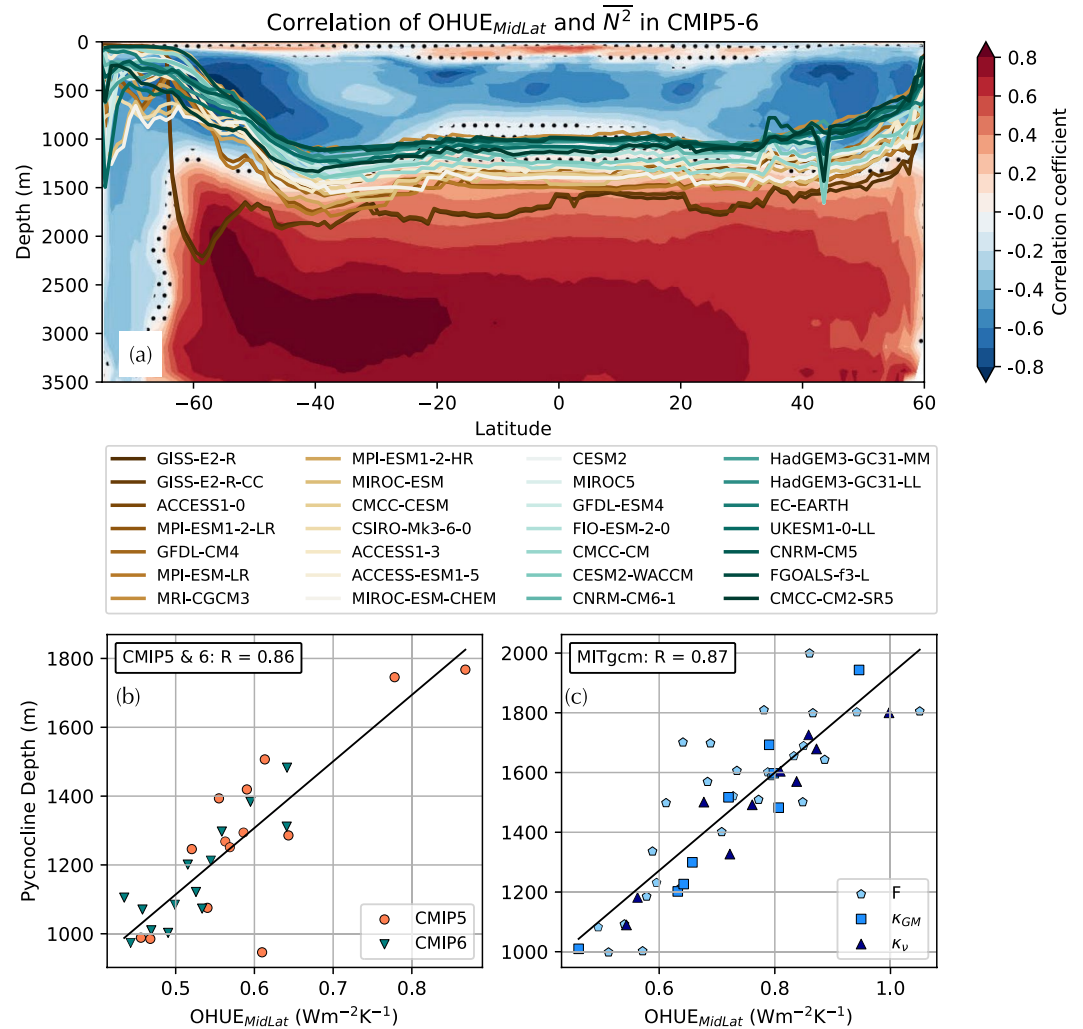 Correlation of OHUE_MidLat and \overline{N²} in CMIP5-6
0
500
1000
1500
2000
2500
3000
3500
Depth (m)
(a)
−60
−40
−20
0
20
40
60
Latitude
0.8
0.6
0.4
0.2
-0.0
-0.2
-0.4
-0.6
-0.8
Correlation coefficient
GISS-E2-R
GISS-E2-R-CC
ACCESS1-0
MPI-ESM1-2-LR
GFDL-CM4
MPI-ESM-LR
MRI-CGCM3
MPI-ESM1-2-HR
MIROC-ESM
CMCC-CESM
CSIRO-Mk3-6-0
ACCESS1-3
ACCESS-ESM1-5
MIROC-ESM-CHEM
CESM2
MIROC5
GFDL-ESM4
FIO-ESM-2-0
CMCC-CM
CESM2-WACCM
CNRM-CM6-1
HadGEM3-GC31-MM
HadGEM3-GC31-LL
EC-EARTH
UKESM1-0-LL
CNRM-CM5
FGOALS-f3-L
CMCC-CM2-SR5
CMIP5 & 6: R = 0.86
(b)
1800
1600
1400
1200
1000
Pycnocline Depth (m)
CMIP5
CMIP6
0.5
0.6
0.7
0.8
OHUE_MidLat (Wm⁻²K⁻¹)
MITgcm: R = 0.87
(c)
2000
1800
1600
1400
1200
1000
F
κ_GM
κ_ν
0.6
0.8
1.0
OHUE_MidLat (Wm⁻²K⁻¹)